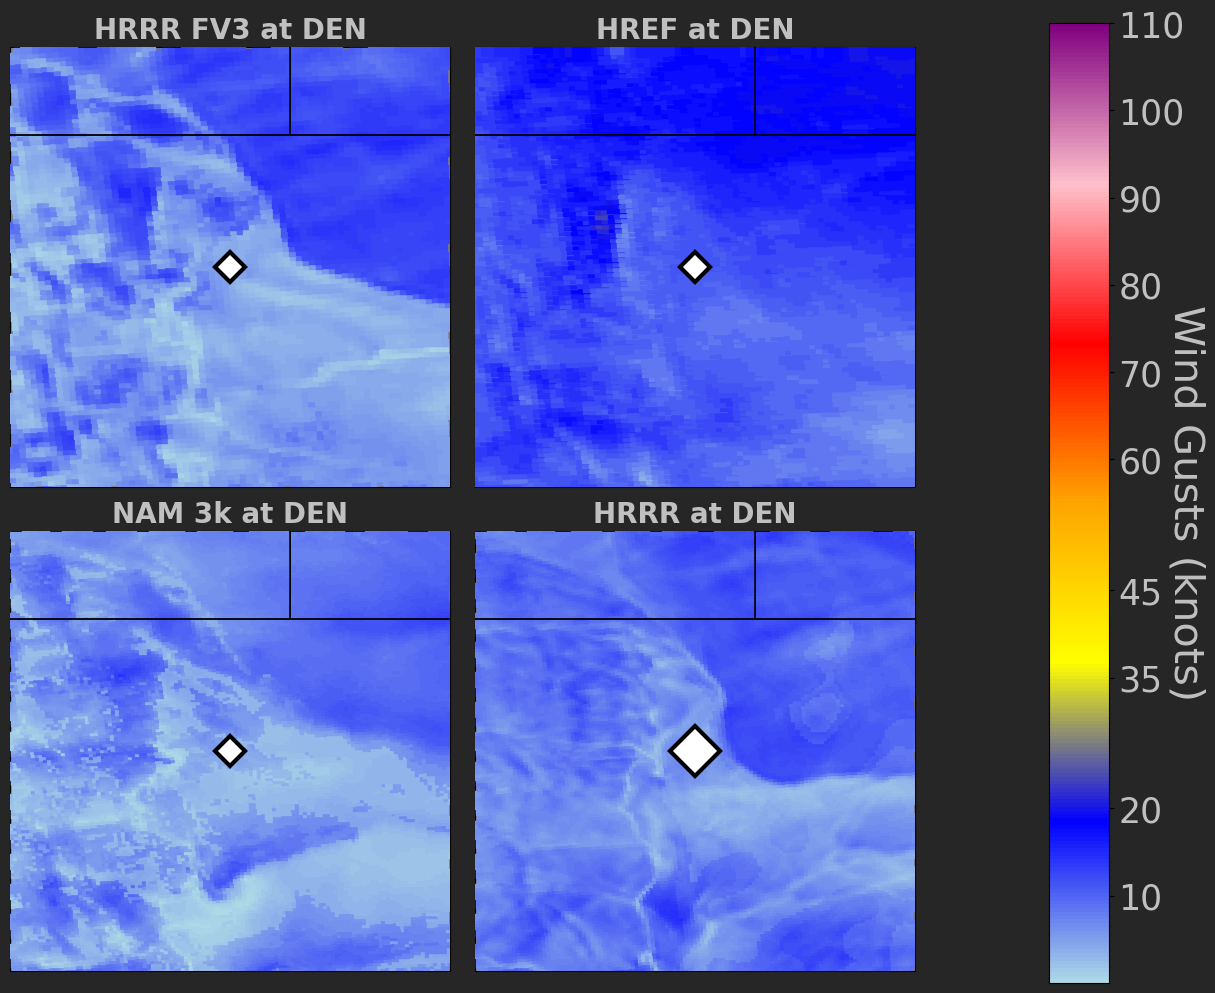 HRRR FV3 at DEN
HREF at DEN
NAM 3k at DEN
HRRR at DEN
110
100
90
80
70
60
45
35
20
10
Wind Gusts (knots)